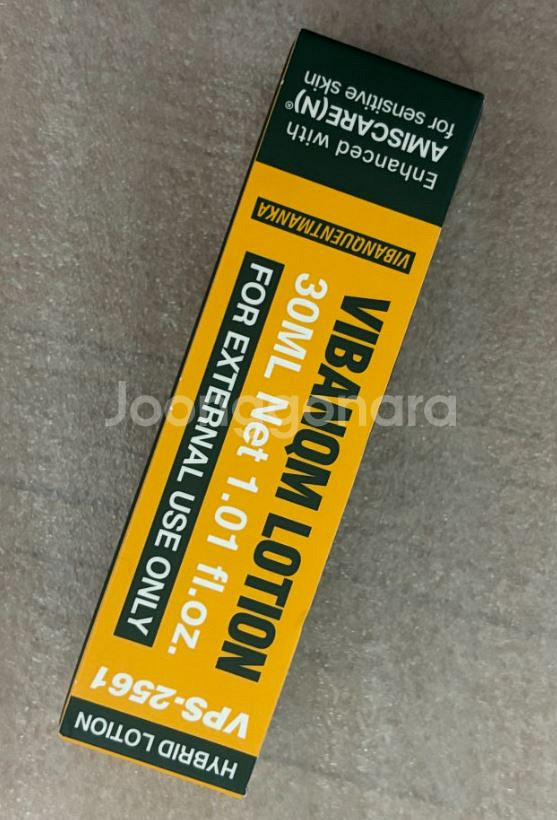 Enhanced with
AMISCARE(N)®
for sensitive skin
VIBANQUENTMANKA
VIBANQM LOTION
30ML Net 1.01 fl.oz.
FOR EXTERNAL USE ONLY
VPS-2561
HYBRID LOTION
Joonggonara